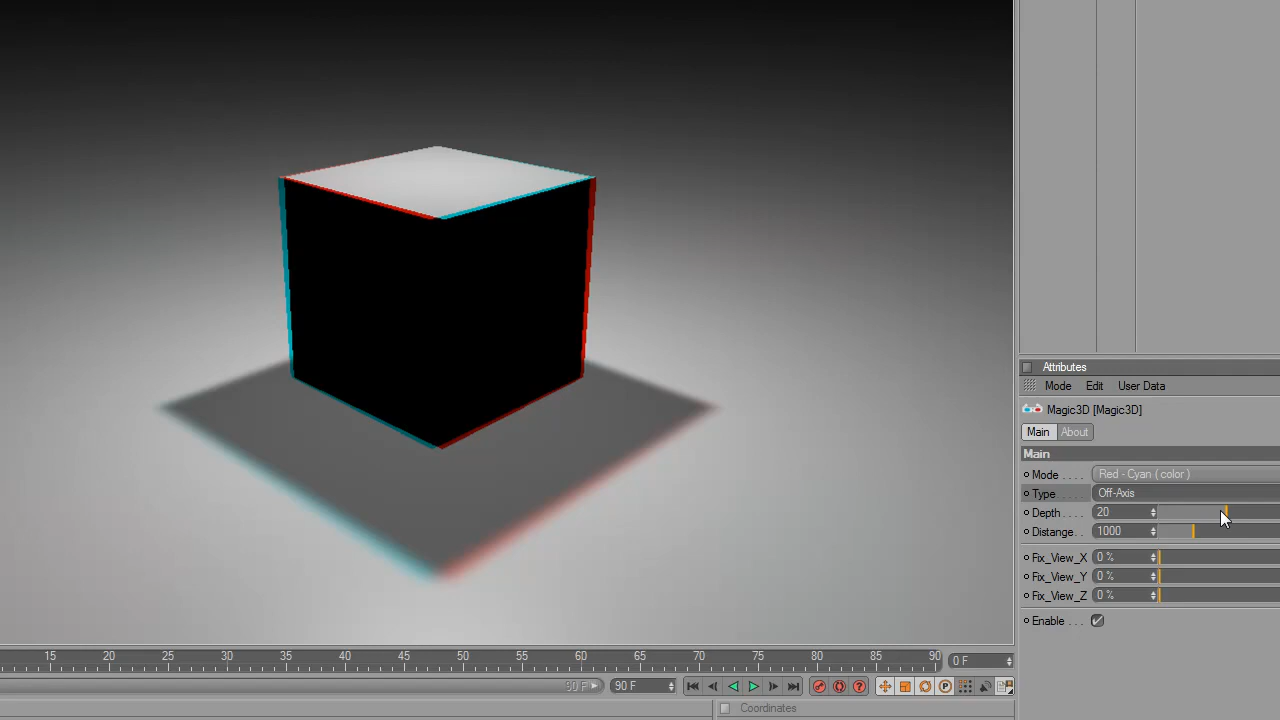 Attributes
Mode Edit User Data
Magic3D [Magic3D]
Main About
Main
Mode . . . . Red - Cyan ( color )
Type . . . . Off-Axis
Depth . . . . 20
Distange. . . 1000
Fix_View_X 0 %
Fix_View_Y 0 %
Fix_View_Z 0 %
Enable . . .
15 20 25 30 35 40 45 50 55 60 65 70 75 80 85 90 0 F
90 F 90 F
Coordinates